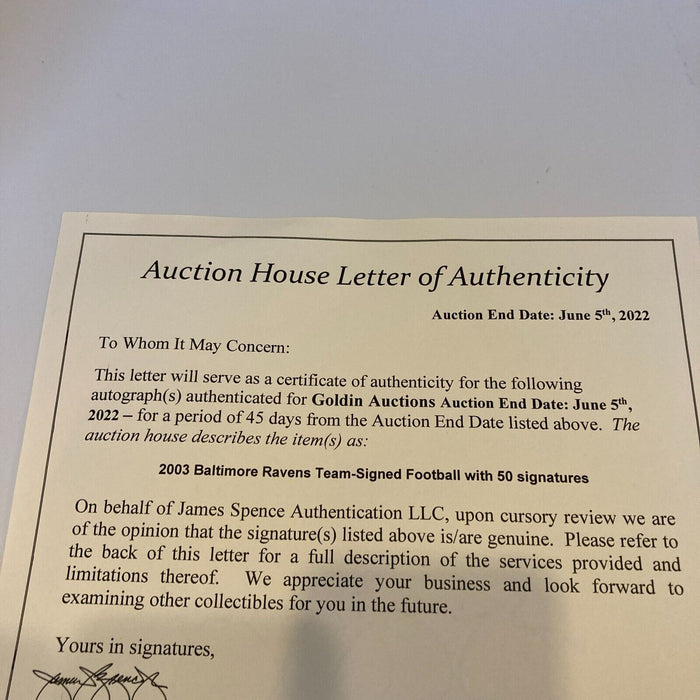 Auction House Letter of Authenticity
Auction End Date: June 5th, 2022
To Whom It May Concern:
This letter will serve as a certificate of authenticity for the following
autograph(s) authenticated for Goldin Auctions Auction End Date: June 5th,
2022 – for a period of 45 days from the Auction End Date listed above. The
auction house describes the item(s) as:
2003 Baltimore Ravens Team-Signed Football with 50 signatures
On behalf of James Spence Authentication LLC, upon cursory review we are
of the opinion that the signature(s) listed above is/are genuine. Please refer to
the back of this letter for a full description of the services provided and
limitations thereof. We appreciate your business and look forward to
examining other collectibles for you in the future.
Yours in signatures,